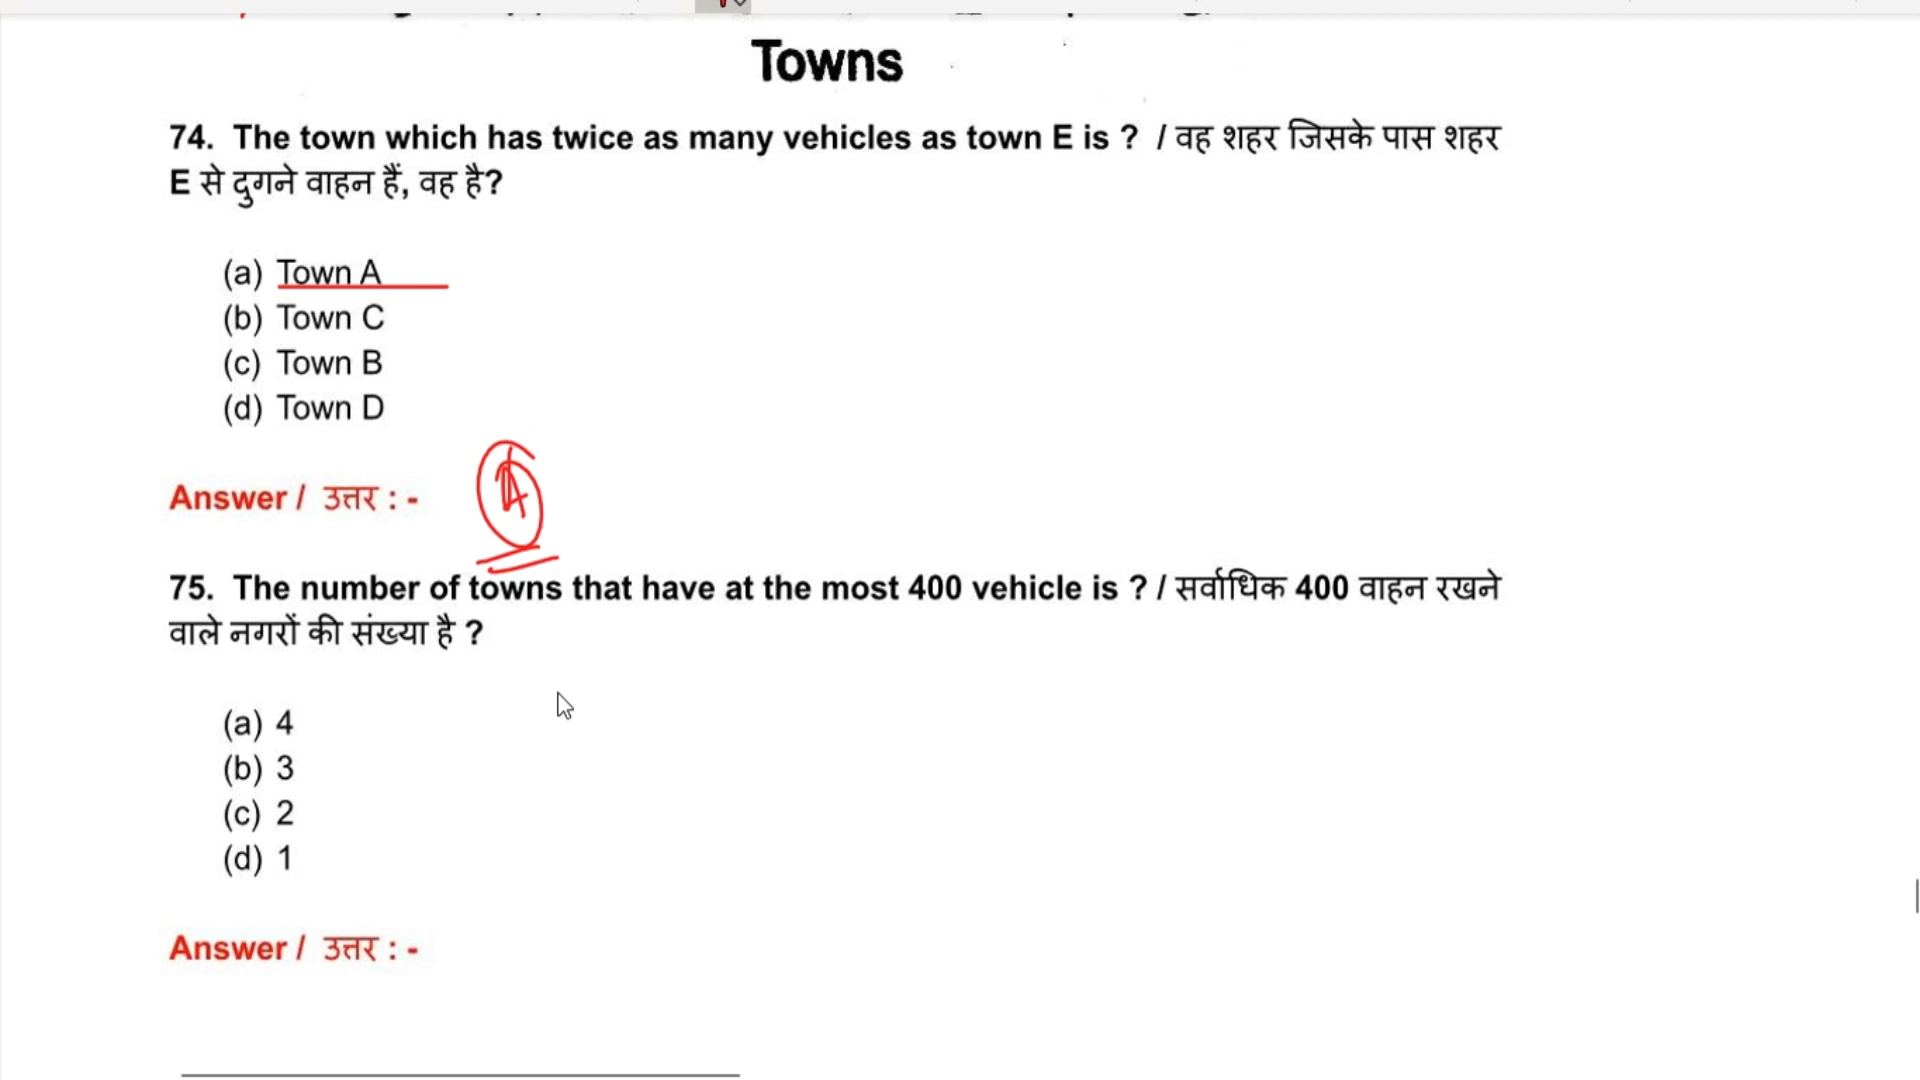 Towns
74. The town which has twice as many vehicles as town E is ? / वह शहर जिसके पास शहर
E से दुगने वाहन हैं, वह है?
(a) Town A
(b) Town C
(c) Town B
(d) Town D
Answer / उत्तर : - A
75. The number of towns that have at the most 400 vehicle is ? / सर्वाधिक 400 वाहन रखने
वाले नगरों की संख्या है ?
(a) 4
(b) 3
(c) 2
(d) 1
Answer / उत्तर : -